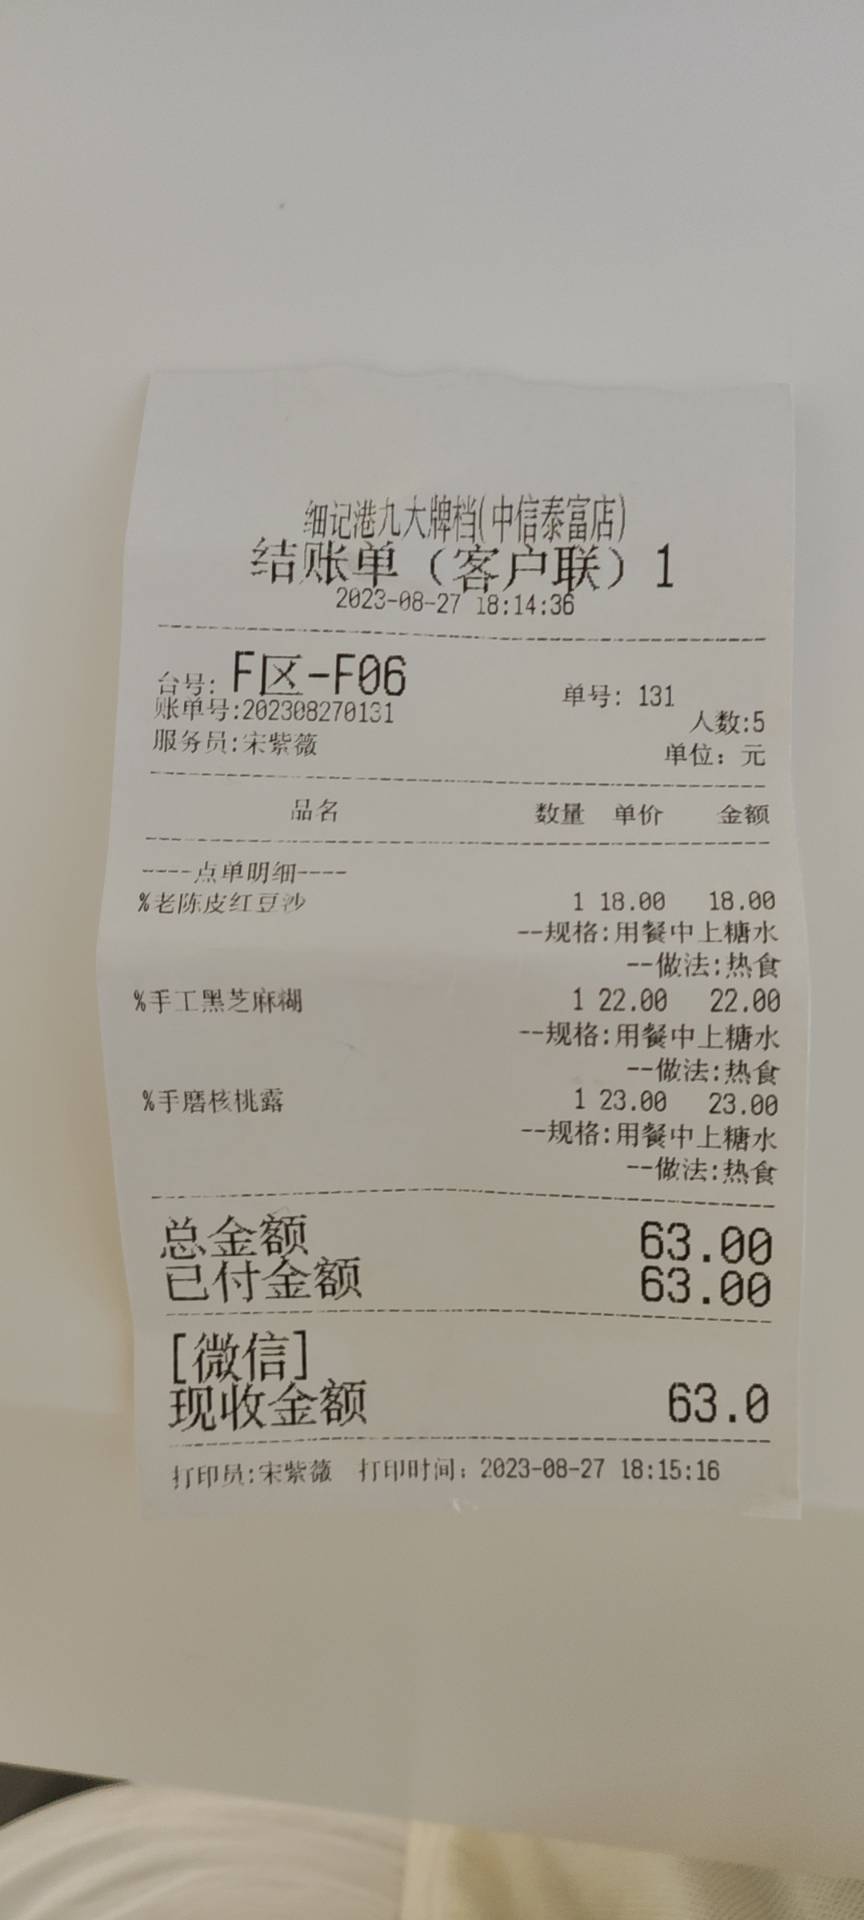 细记港九大牌档(中信泰富店)
结账单（客户联）1
2023-08-27 18:14:36
台号: F区-F06 单号: 131
账单号:202308270131 人数:5
服务员:宋紫薇 单位: 元
品名 数量 单价 金额
----点单明细----
%老陈皮红豆沙 1 18.00 18.00
--规格:用餐中上糖水
--做法:热食
%手工黑芝麻糊 1 22.00 22.00
--规格:用餐中上糖水
--做法:热食
%手磨核桃露 1 23.00 23.00
--规格:用餐中上糖水
--做法:热食
总金额 63.00
已付金额 63.00
[微信]
现收金额 63.0
打印员:宋紫薇 打印时间: 2023-08-27 18:15:16